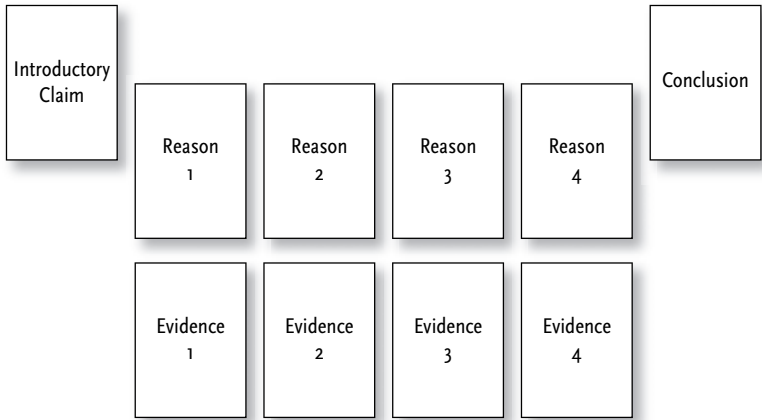 Introductory
Claim
Conclusion
Reason
1
Reason
2
Reason
3
Reason
4
Evidence
1
Evidence
2
Evidence
3
Evidence
4